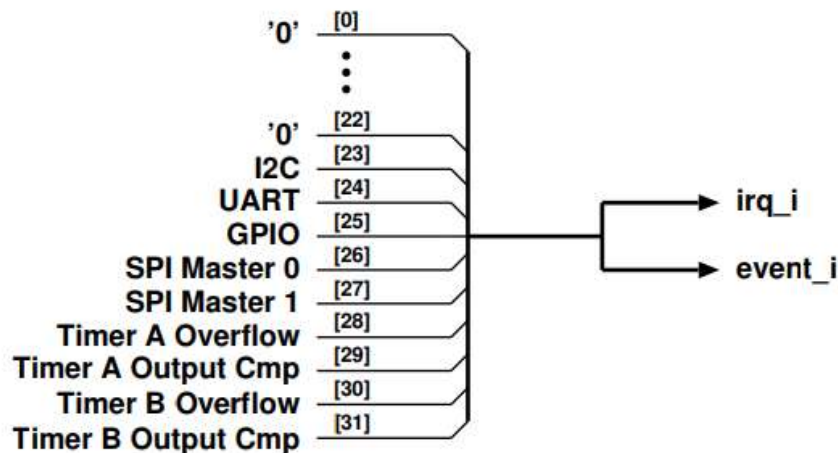 '0' [0]
'0' [22]
I2C [23]
UART [24]
GPIO [25]
SPI Master 0 [26]
SPI Master 1 [27]
Timer A Overflow [28]
Timer A Output Cmp [29]
Timer B Overflow [30]
Timer B Output Cmp [31]
irq_i
event_i